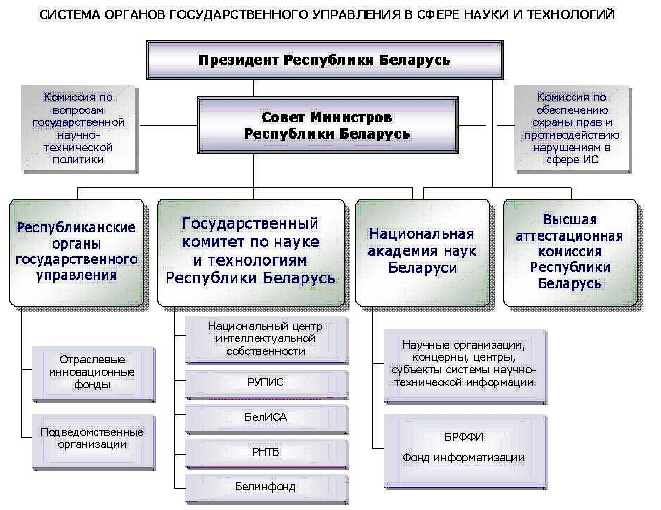 СИСТЕМА ОРГАНОВ ГОСУДАРСТВЕННОГО УПРАВЛЕНИЯ В СФЕРЕ НАУКИ И ТЕХНОЛОГИЙ
Президент Республики Беларусь
Комиссия по
вопросам
государственной
научно-
технической
политики
Совет Министров
Республики Беларусь
Комиссия по
обеспечению
охраны прав и
противодействию
нарушениям в
сфере ИС
Республиканские
органы
государственного
управления
Государственный
комитет по науке
и технологиям
Республики Беларусь
Национальная
академия наук
Беларуси
Высшая
аттестационная
комиссия
Республики
Беларусь
Отраслевые
инновационные
фонды
Подведомственные
организации
Национальный центр
интеллектуальной
собственности
РУПИС
БелИСА
РНТБ
Белинфонд
Научные организации,
концерны, центры,
субъекты системы научно-
технической информации
БРФФИ
Фонд информатизации